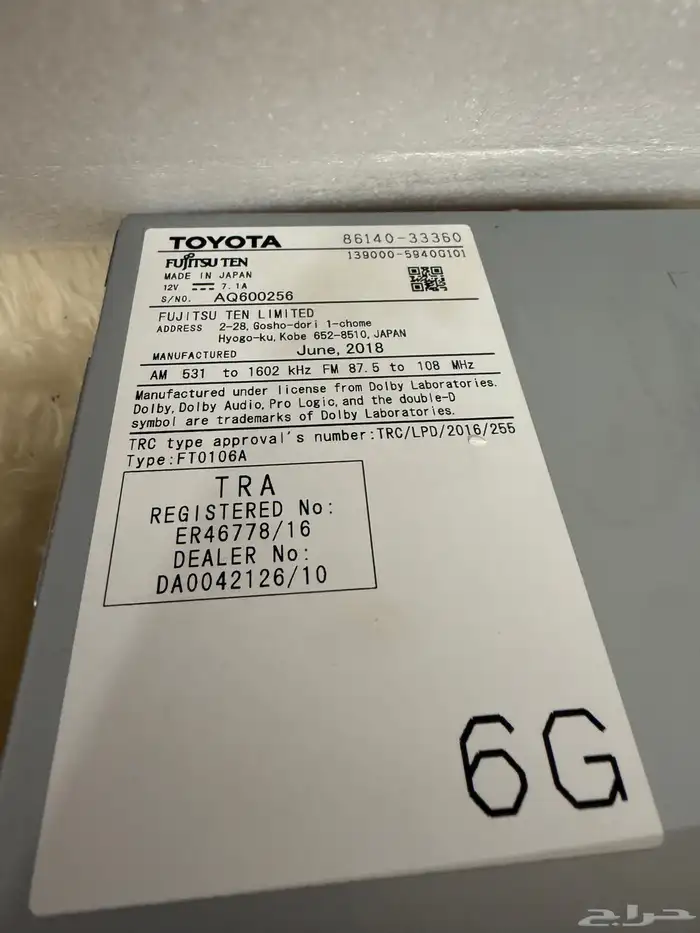 TOYOTA 86140-33360
FUJITSU TEN 139000-59400101
MADE IN JAPAN
12V 7.1A
S/NO. AQ600256
FUJITSU TEN LIMITED
ADDRESS 2-28, Gosho-dori 1-chome
Hyogo-ku, Kobe 652-8510, JAPAN
MANUFACTURED June, 2018
AM 531 to 1602 kHz FM 87.5 to 108 MHz
Manufactured under license from Dolby Laboratories.
Dolby, Dolby Audio, Pro Logic, and the double-D
symbol are trademarks of Dolby Laboratories.
TRC type approval's number:TRC/LPD/2016/255
Type:FT0106A
TRA
REGISTERED No:
ER46778/16
DEALER No:
DA0042126/10
6G
حراج